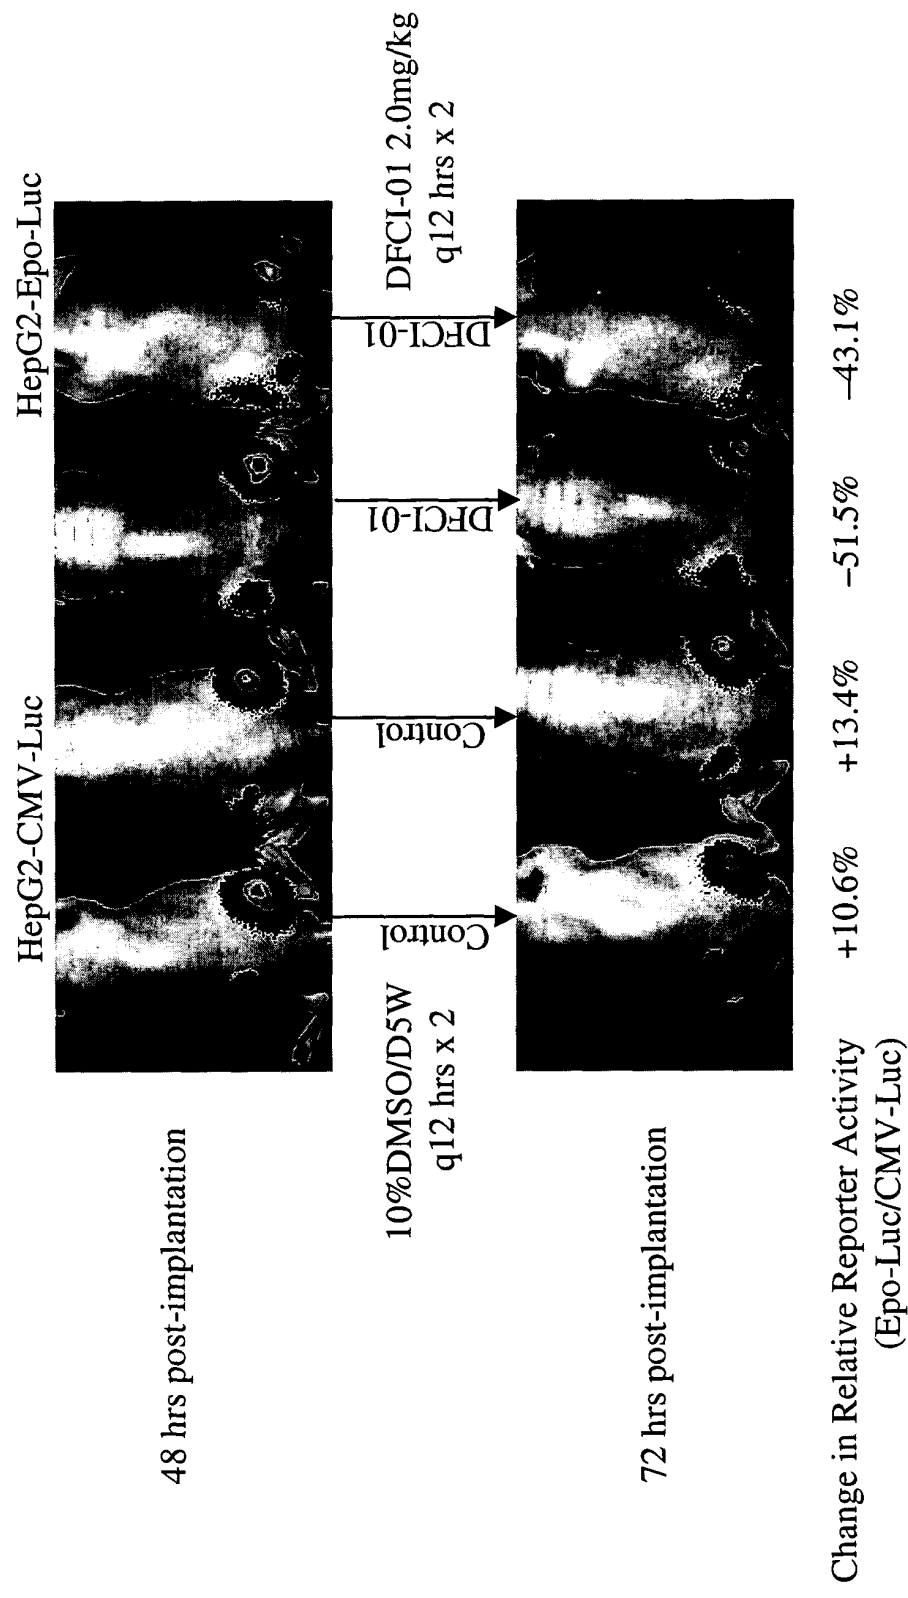 HepG2-CMV-Luc
HepG2-Epo-Luc
48 hrs post-implantation
10%DMSO/D5W
q12 hrs x 2
Control
Control
DFCI-01
DFCI-01
DFCI-01 2.0mg/kg
q12 hrs x 2
72 hrs post-implantation
Change in Relative Reporter Activity
(Epo-Luc/CMV-Luc)
+10.6%
+13.4%
–51.5%
–43.1%